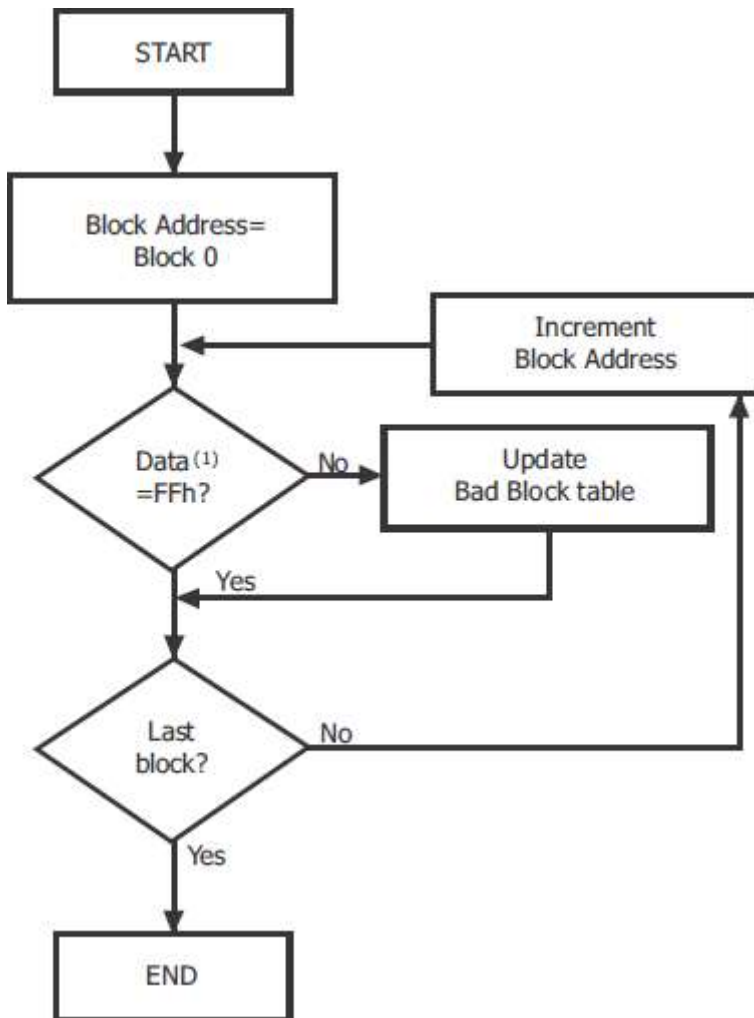 START
Block Address=
Block 0
Increment
Block Address
Data (1)
=FFh?
No
Update
Bad Block table
Yes
Last
block?
No
Yes
END